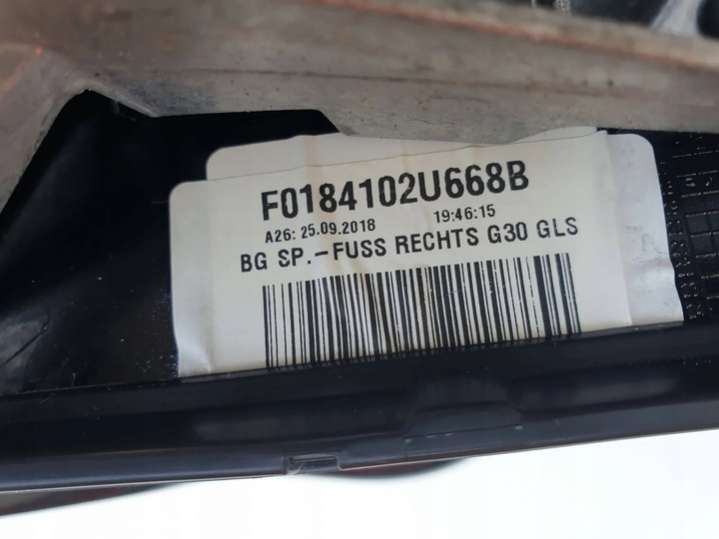 F0184102U668B
A26: 25.09.2018 19:46:15
BG SP.-FUSS RECHTS G30 GLS